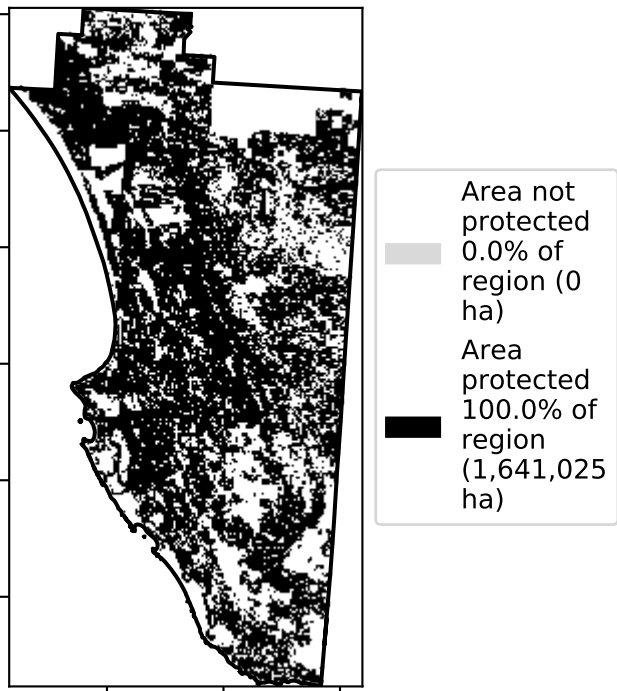 Area not
protected
0.0% of
region (0
ha)
Area
protected
100.0% of
region
(1,641,025
ha)